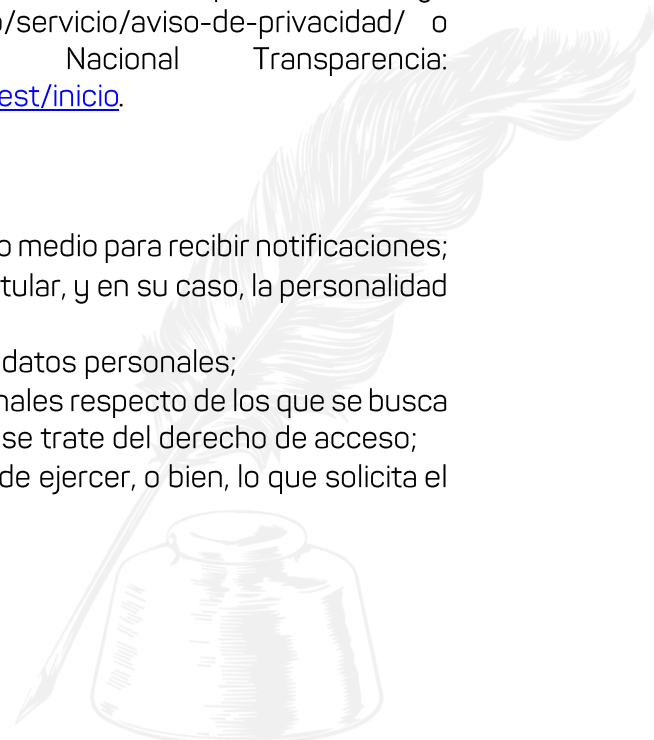 /servicio/aviso-de-privacidad/ o
Nacional Transparencia:
est/inicio.
o medio para recibir notificaciones;
tular, y en su caso, la personalidad
datos personales;
nales respecto de los que se busca
se trate del derecho de acceso;
de ejercer, o bien, lo que solicita el